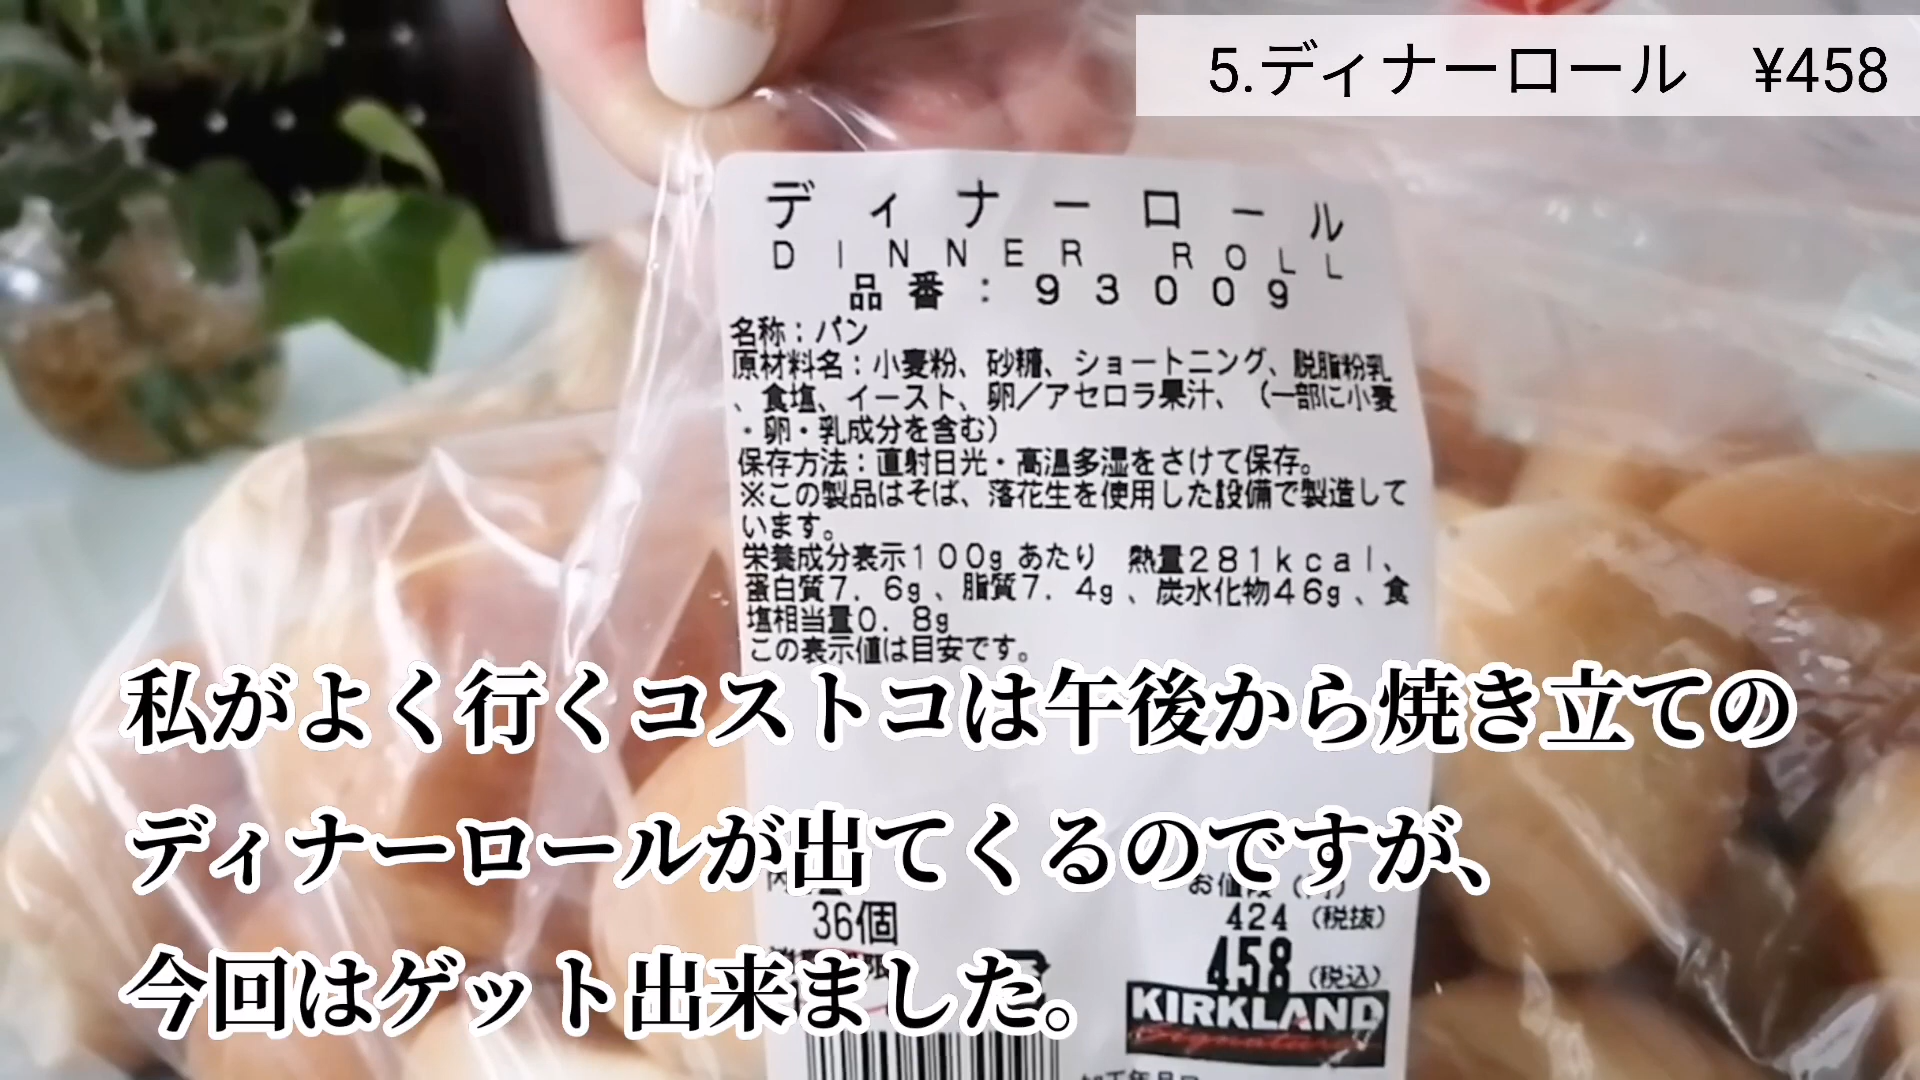 5.ディナーロール　¥458
ディナーロール
DINNER ROLL
品番：93009
名称：パン
原材料名：小麦粉、砂糖、ショートニング、脱脂粉乳
、食塩、イースト、卵／アセロラ果汁、（一部に小麦
・卵・乳成分を含む）
保存方法：直射日光・高温多湿をさけて保存。
※この製品はそば、落花生を使用した設備で製造して
います。
栄養成分表示100g あたり　熱量281kcal、
蛋白質7．6g、脂質7．4g、炭水化物46g、食
塩相当量0．8g
この表示値は目安です。
私がよく行くコストコは午後から焼き立ての
ディナーロールが出てくるのですが、
お値段（円）
36個
424（税抜）
458（税込）
今回はゲット出来ました。
KIRKLAND
Signature